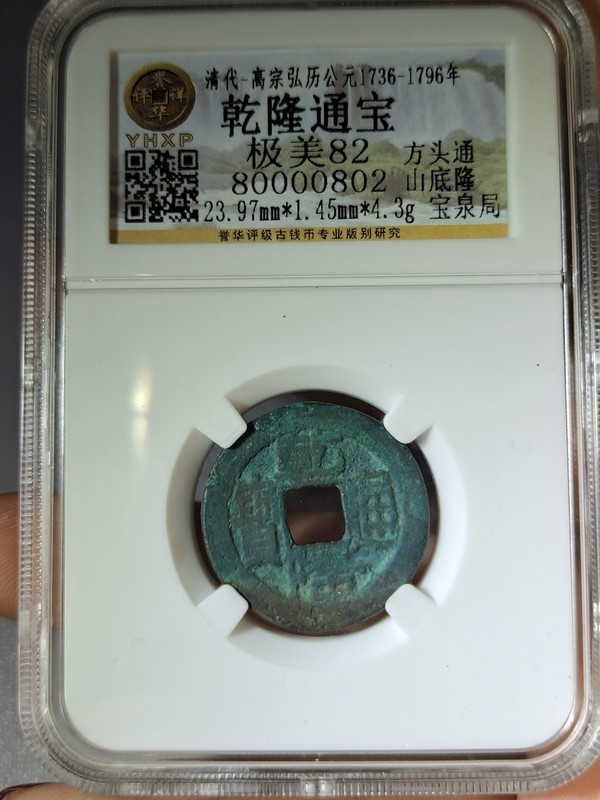 清代-高宗弘历公元1736-1796年
乾隆通宝
极美82 方头通
80000802 山底隆
23.97mm*1.45mm*4.3g 宝泉局
誉华评级古钱币专业版别研究
YHXP
乾
通
寶